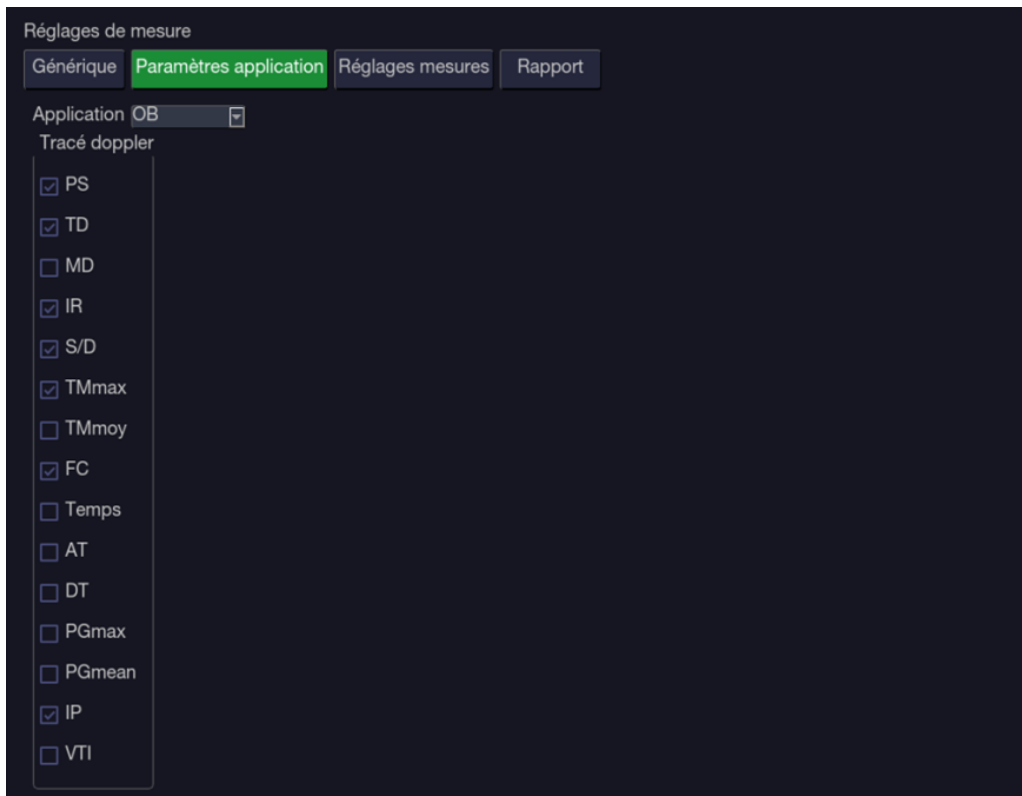 Réglages de mesure
Générique Paramètres application Réglages mesures Rapport
Application OB
Tracé doppler
PS
TD
MD
IR
S/D
TMmax
TMmoy
FC
Temps
AT
DT
PGmax
PGmean
IP
VTI